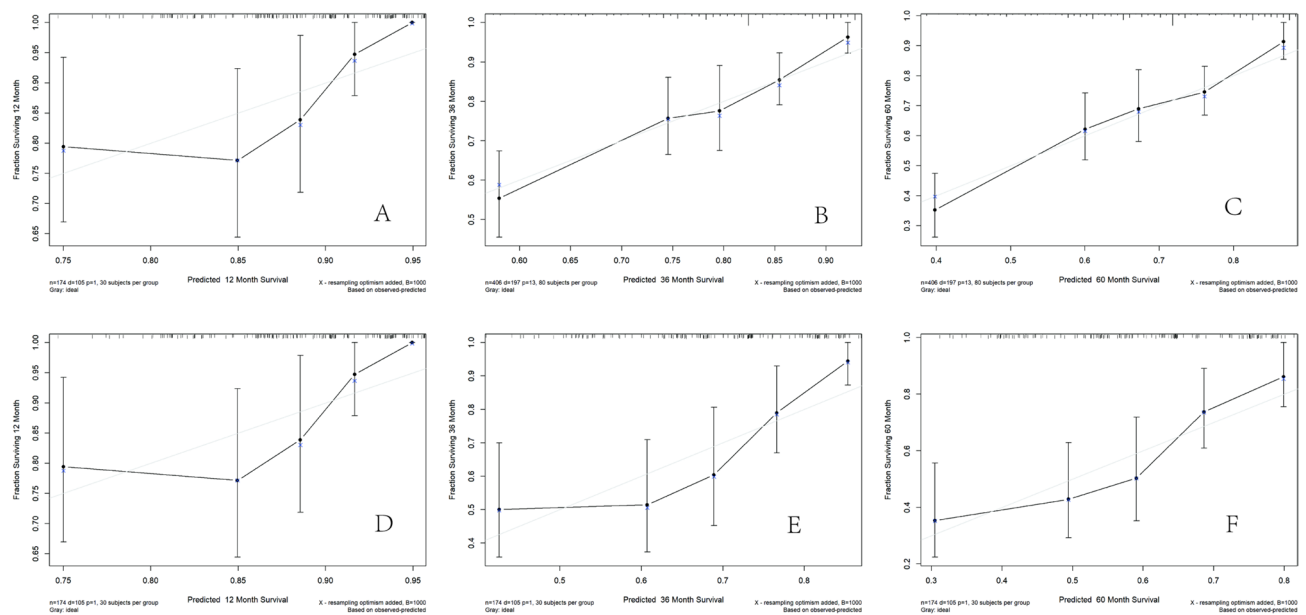 Fraction Surviving 12 Month
1.00
0.95
0.90
0.85
0.80
0.75
0.70
0.65
A
0.75 0.80 0.85 0.90 0.95
Predicted 12 Month Survival
n=174 d=105 p=1, 30 subjects per group
Gray: ideal
X - resampling optimism added, B=1000
Based on observed-predicted
Fraction Surviving 36 Month
1.0
0.9
0.8
0.7
0.6
0.5
B
0.60 0.65 0.70 0.75 0.80 0.85 0.90
Predicted 36 Month Survival
n=406 d=197 p=13, 80 subjects per group
Gray: ideal
X - resampling optimism added, B=1000
Based on observed-predicted
Fraction Surviving 60 Month
1.0
0.9
0.8
0.7
0.6
0.5
0.4
0.3
C
0.4 0.5 0.6 0.7 0.8
Predicted 60 Month Survival
n=406 d=197 p=13, 80 subjects per group
Gray: ideal
X - resampling optimism added, B=1000
Based on observed-predicted
Fraction Surviving 12 Month
1.00
0.95
0.90
0.85
0.80
0.75
0.70
0.65
D
0.75 0.80 0.85 0.90 0.95
Predicted 12 Month Survival
n=174 d=105 p=1, 30 subjects per group
Gray: ideal
X - resampling optimism added, B=1000
Based on observed-predicted
Fraction Surviving 36 Month
1.0
0.9
0.8
0.7
0.6
0.5
0.4
E
0.5 0.6 0.7 0.8
Predicted 36 Month Survival
n=174 d=105 p=1, 30 subjects per group
Gray: ideal
X - resampling optimism added, B=1000
Based on observed-predicted
Fraction Surviving 60 Month
1.0
0.8
0.6
0.4
0.2
F
0.3 0.4 0.5 0.6 0.7 0.8
Predicted 60 Month Survival
n=174 d=105 p=1, 30 subjects per group
Gray: ideal
X - resampling optimism added, B=1000
Based on observed-predicted